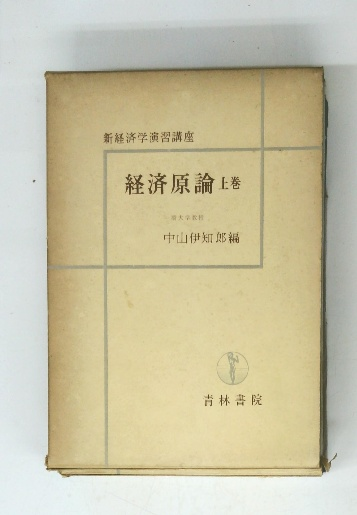 新経済学演習講座
経済原論 上巻
中山伊知郎編
青林書院